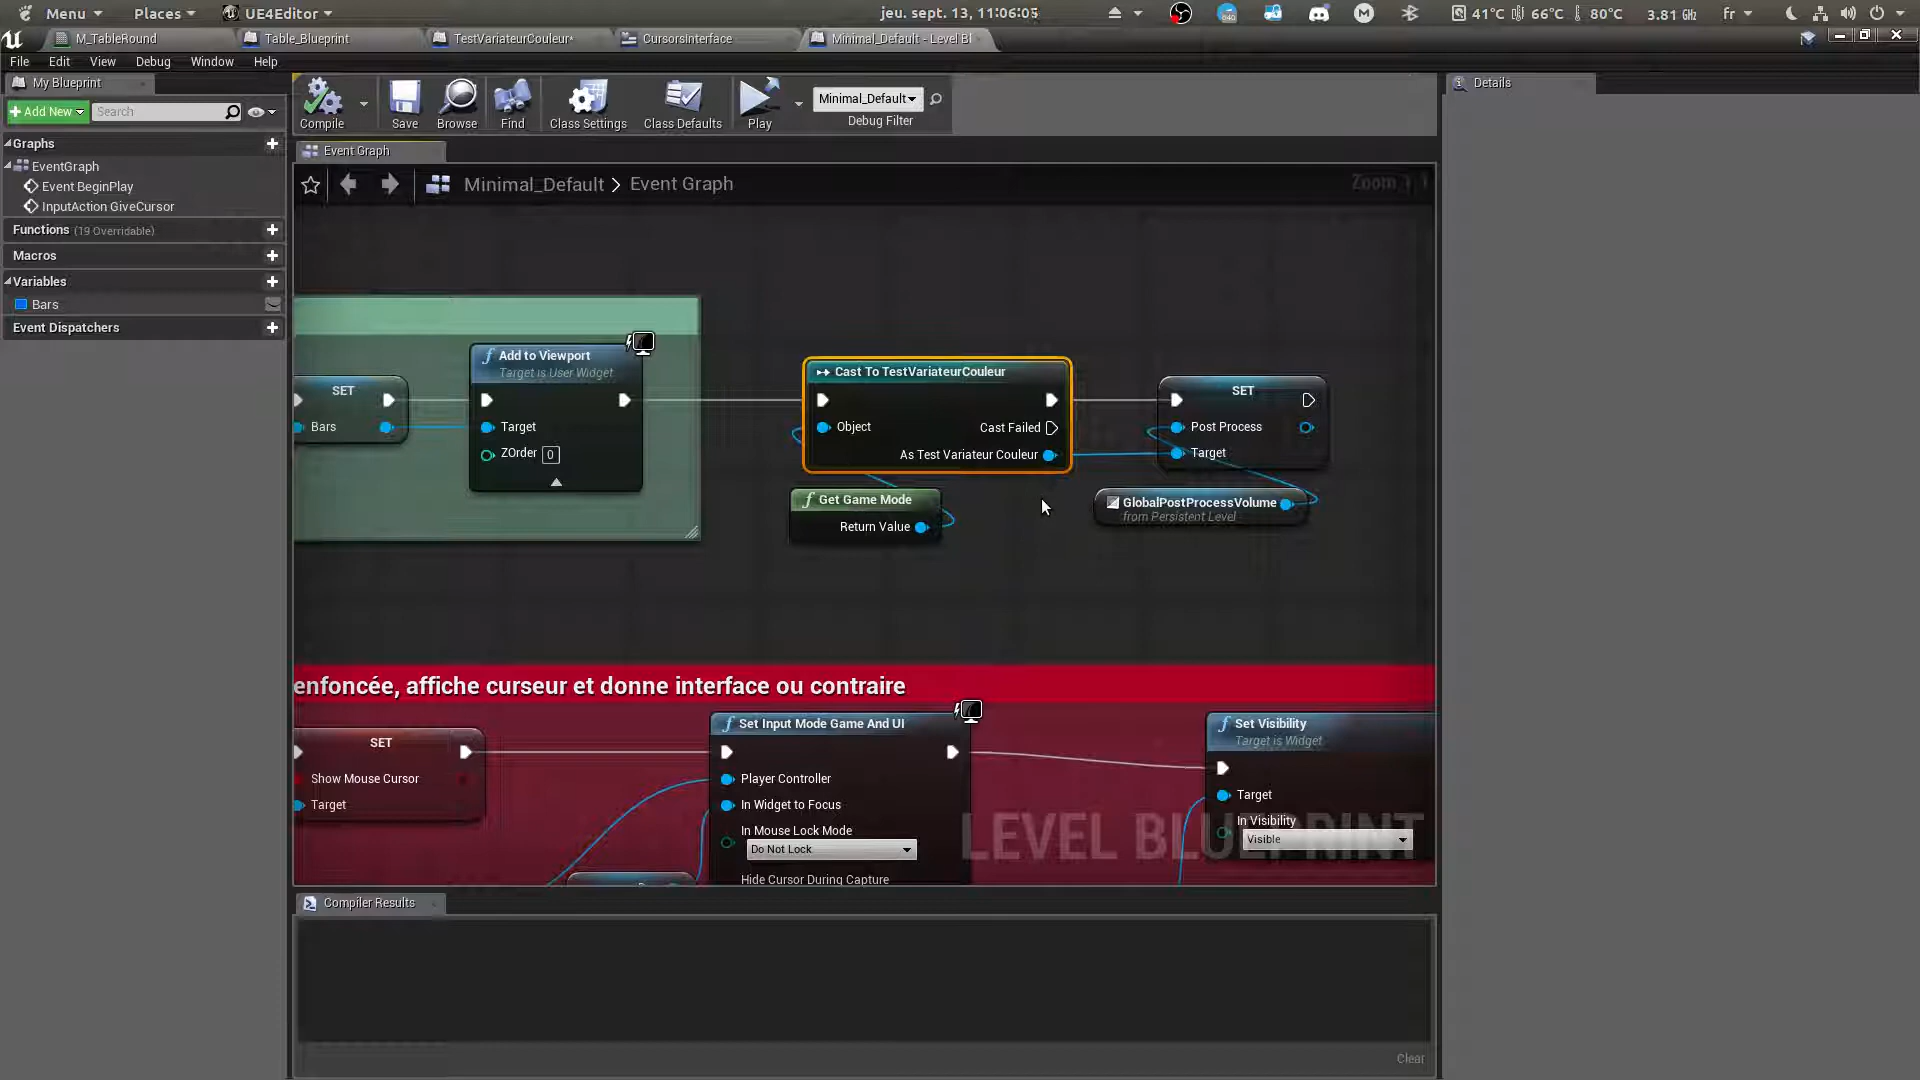 Menu
Places
UE4Editor
jeu. sept. 13, 11:06:05
41°C
66°C
80°C
3.81 GHz
fr
M_TableRound
Table_Blueprint
TestVariateurCouleur*
CursorsInterface
Minimal_Default - Level Bl
File
Edit
View
Debug
Window
Help
My Blueprint
Details
Add New
Search
Compile
Save
Browse
Find
Class Settings
Class Defaults
Play
Minimal_Default
Debug Filter
Graphs
EventGraph
Event BeginPlay
InputAction GiveCursor
Functions (19 Overridable)
Macros
Variables
Bars
Event Dispatchers
Event Graph
Minimal_Default > Event Graph
Zoom 1:1
SET
Bars
Add to Viewport
Target is User Widget
Target
ZOrder 0
Cast To TestVariateurCouleur
Object
Cast Failed
As Test Variateur Couleur
Get Game Mode
Return Value
SET
Post Process
Target
GlobalPostProcessVolume
from Persistent Level
enfoncée, affiche curseur et donne interface ou contraire
SET
Show Mouse Cursor
Target
Set Input Mode Game And UI
Player Controller
In Widget to Focus
In Mouse Lock Mode
Do Not Lock
Hide Cursor During Capture
Set Visibility
Target is Widget
Target
In Visibility
Visible
LEVEL BLUEPRINT
Compiler Results
Clear